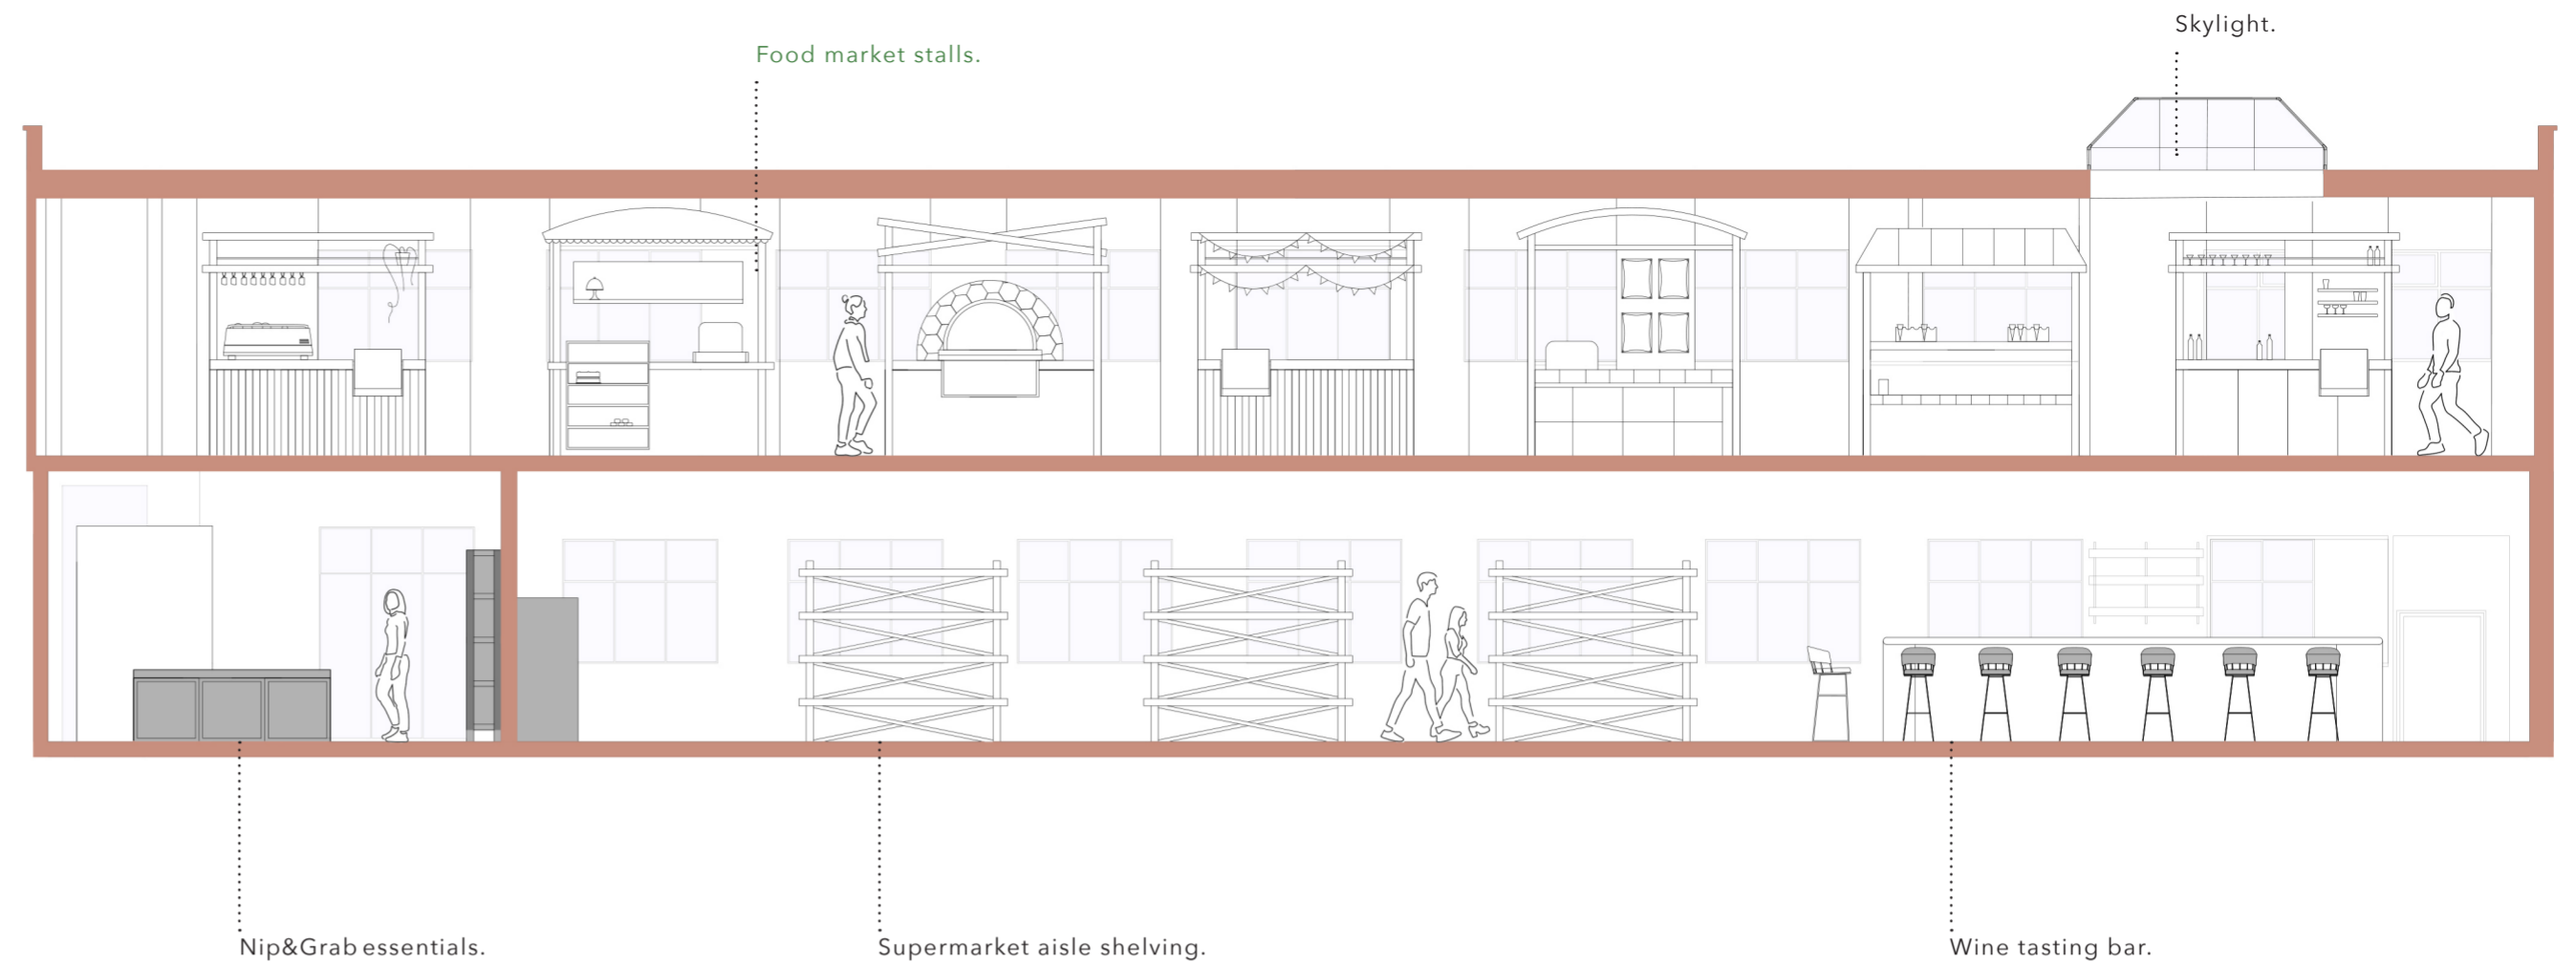 Skylight.
Food market stalls.
Nip&Grab essentials.
Supermarket aisle shelving.
Wine tasting bar.